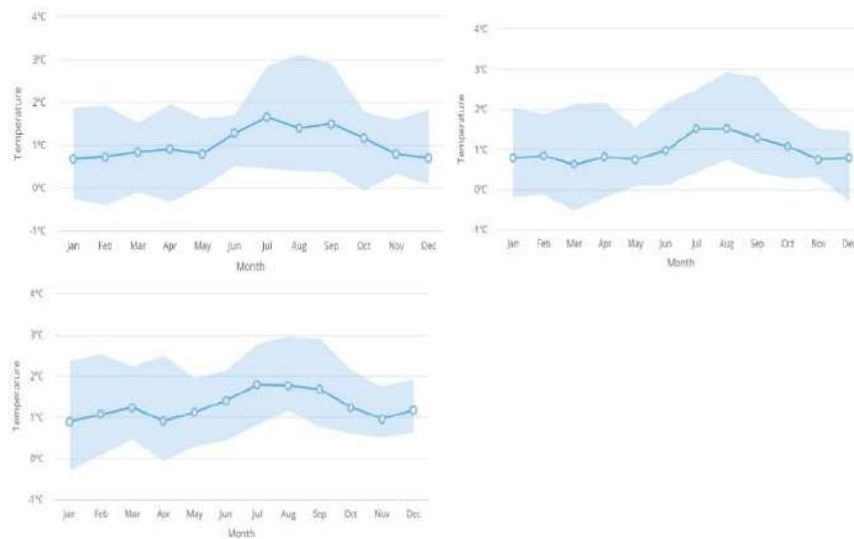 4°C
3°C
2°C
1°C
0°C
-1°C
Temperature
Jan Feb Mar Apr May Jun Jul Aug Sep Oct Nov Dec
Month
4°C
3°C
2°C
1°C
0°C
-1°C
Temperature
Jan Feb Mar Apr May Jun Jul Aug Sep Oct Nov Dec
Month
4°C
3°C
2°C
1°C
0°C
-1°C
Temperature
Jan Feb Mar Apr May Jun Jul Aug Sep Oct Nov Dec
Month